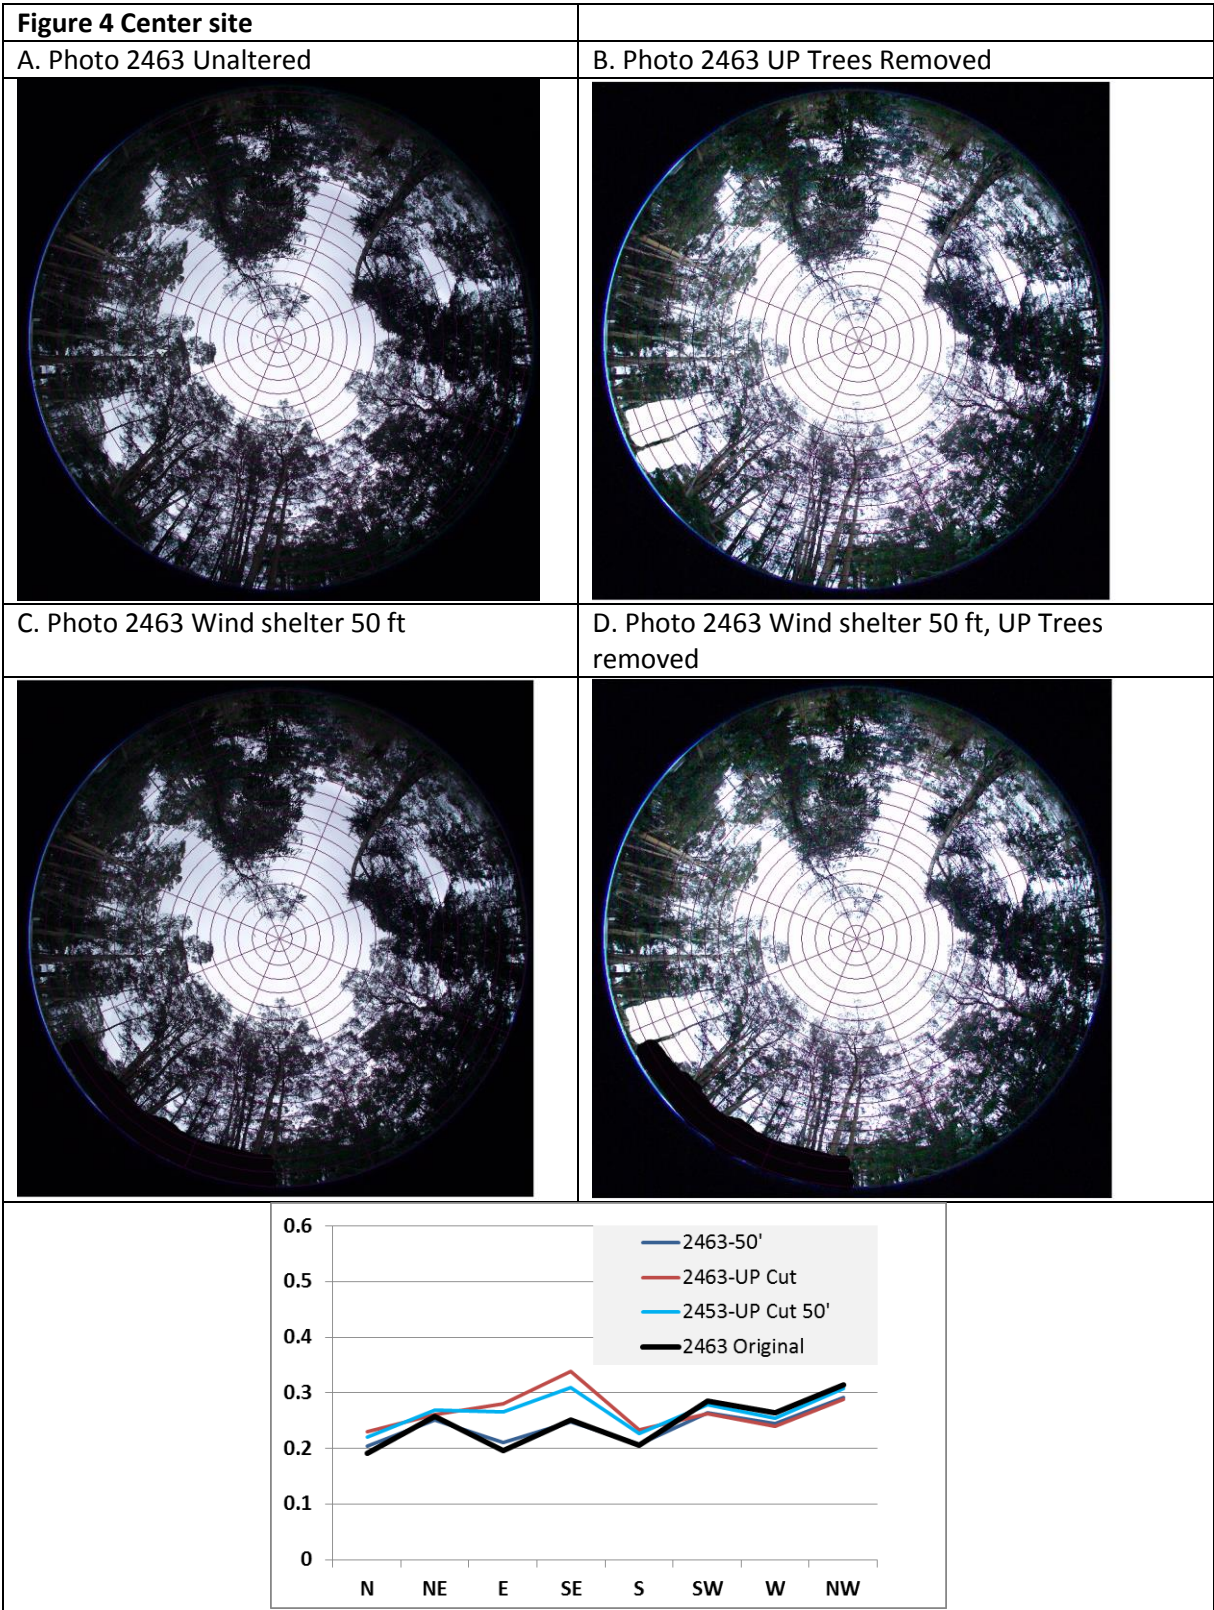 Figure 4 Center site
A. Photo 2463 Unaltered
B. Photo 2463 UP Trees Removed
C. Photo 2463 Wind shelter 50 ft
D. Photo 2463 Wind shelter 50 ft, UP Trees
removed
0.6
0.5
0.4
0.3
0.2
0.1
0
2463-50'
2463-UP Cut
2453-UP Cut 50'
2463 Original
N NE E SE S SW W NW